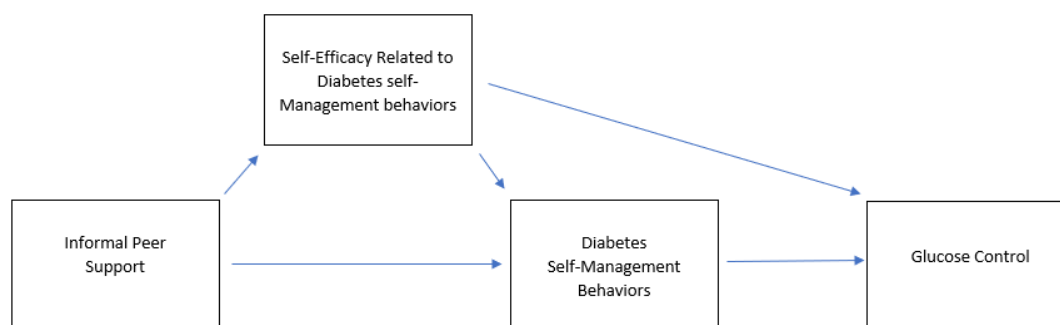 Self-Efficacy Related to
Diabetes self-
Management behaviors
Informal Peer
Support
Diabetes
Self-Management
Behaviors
Glucose Control